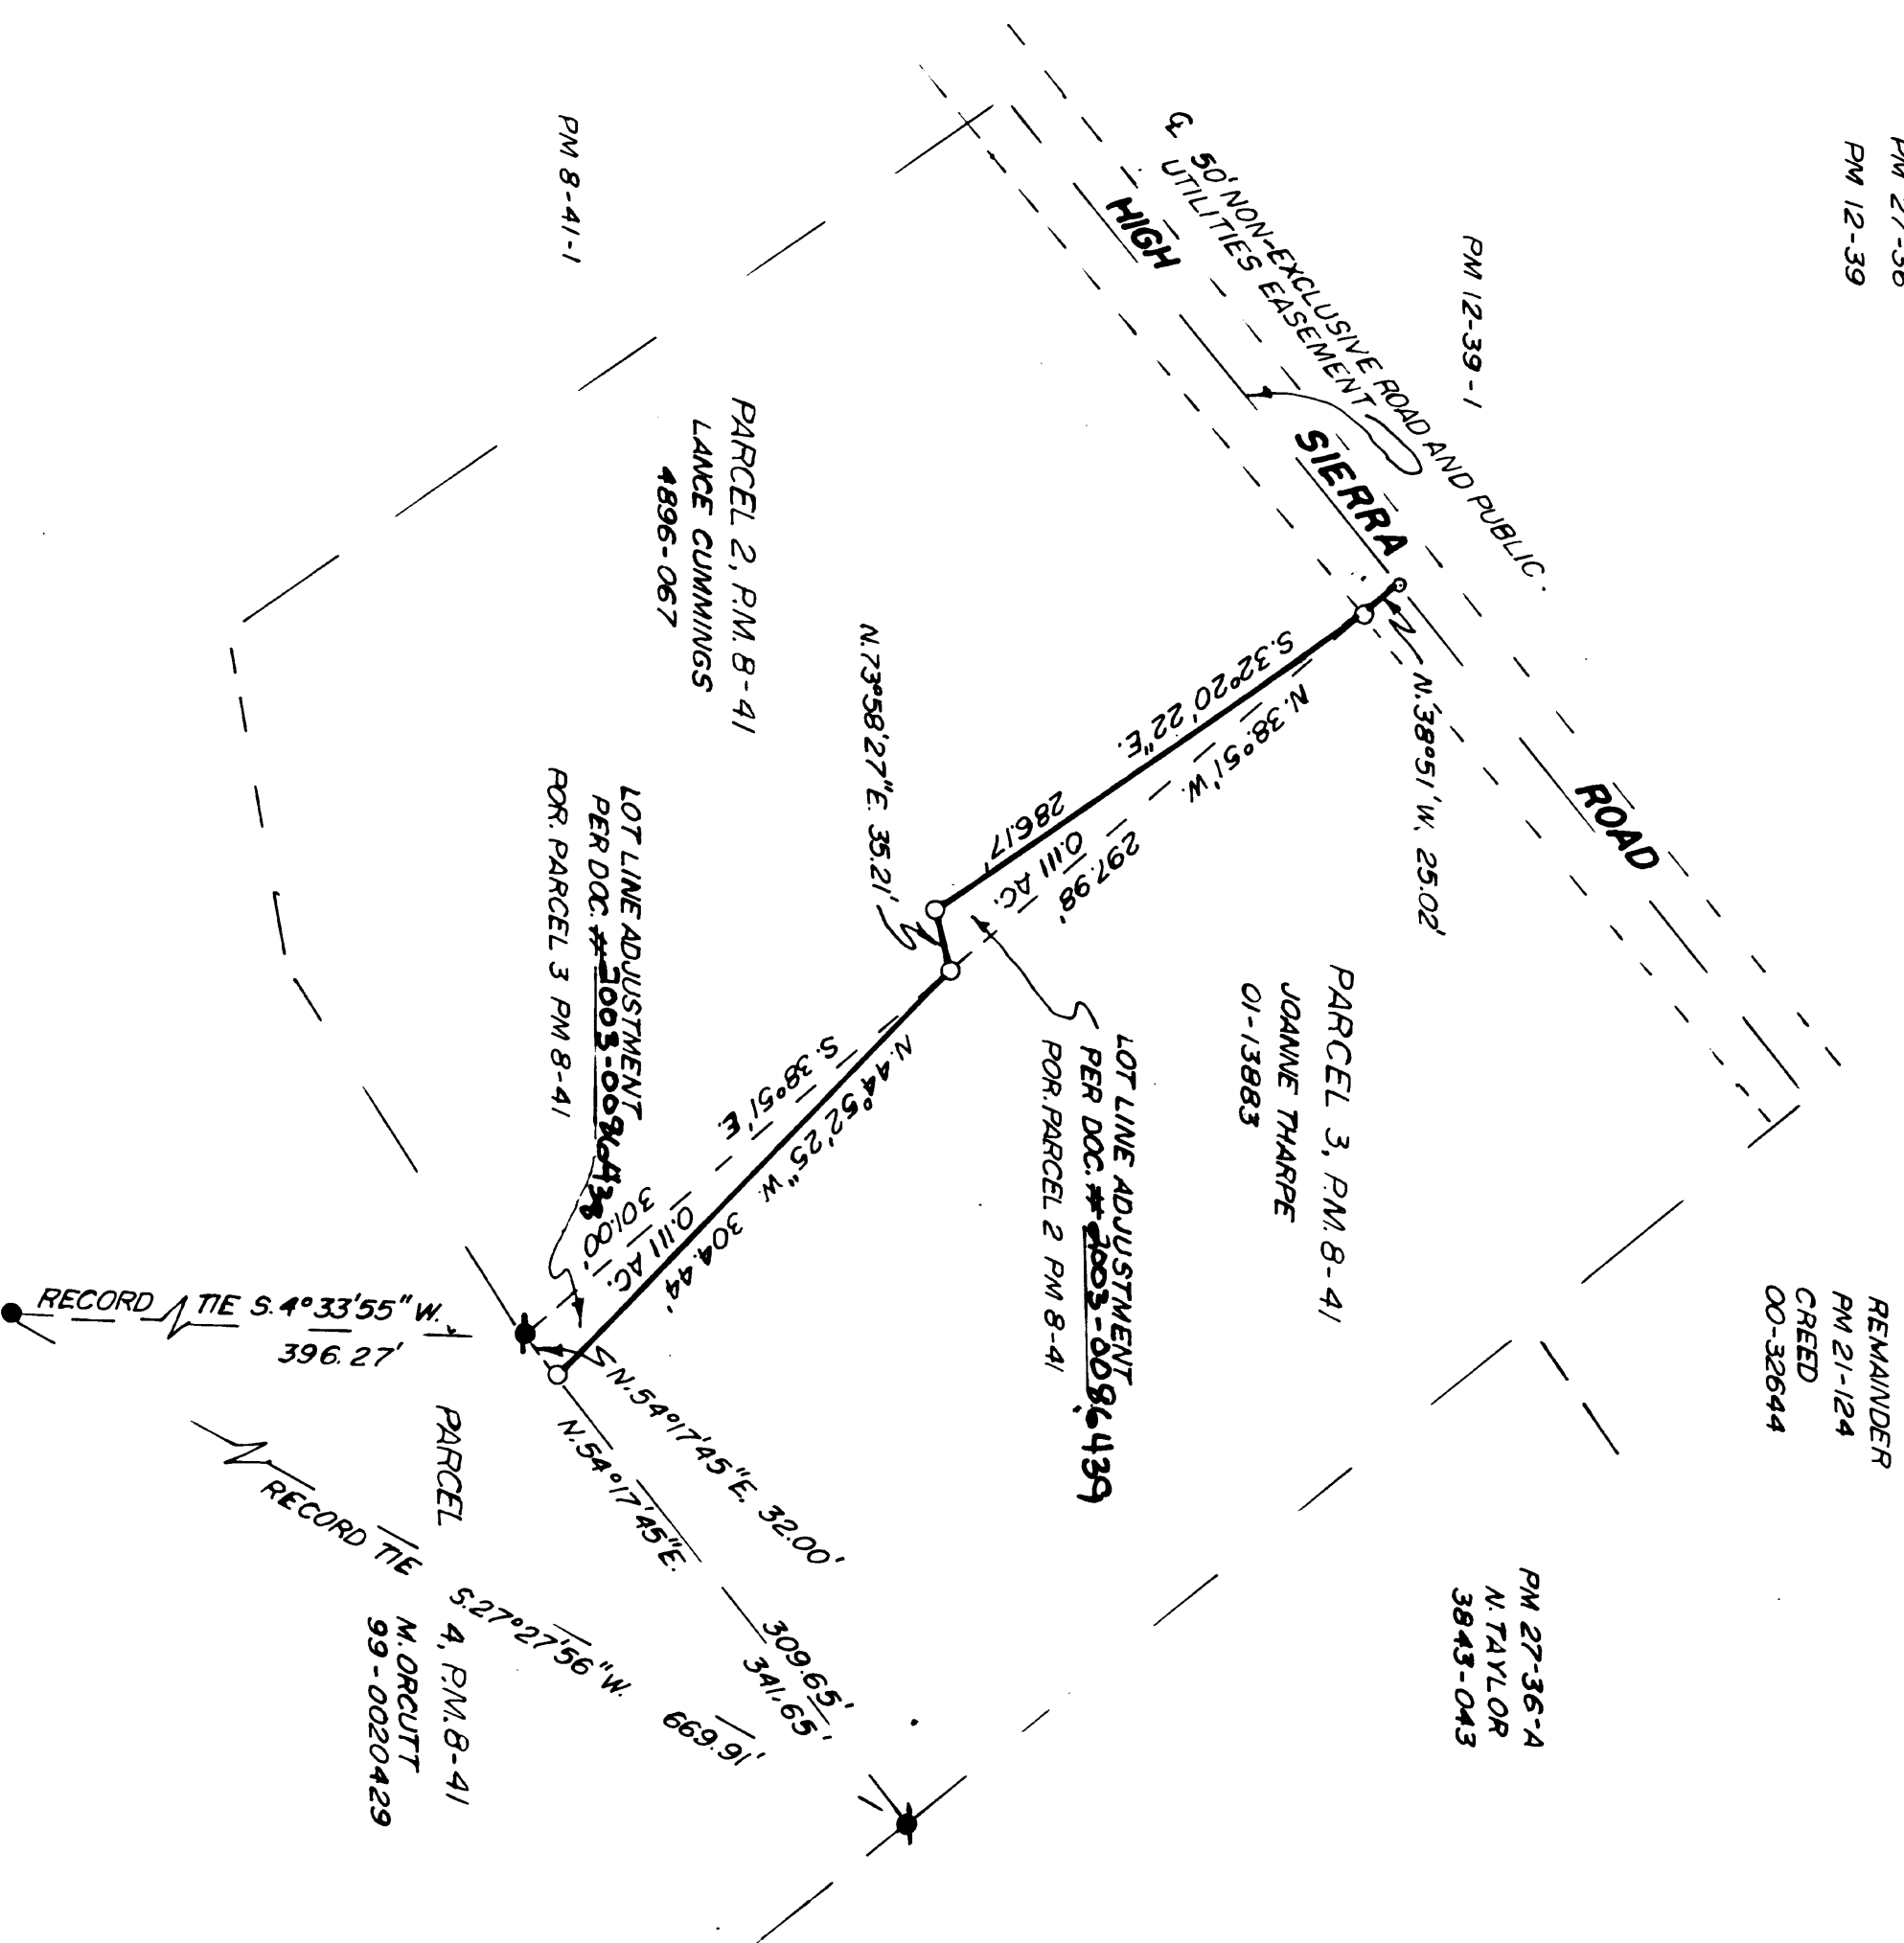 PM 27-36
PM 12-39
PM 12-39-1
℄ 50' NON-EXCLUSIVE ROAD AND PUBLIC
UTILITIES EASEMENT
HIGH SIERRA ROAD
PM 8-41-1
PARCEL 2, P.M. 8-41
LANCE CUMMINGS
4896-067
N.38°51'W. 25.02'
S.32°20'22"E. 286.17'
N.38°51'W. 297.98'
0.111 AC.
N.73°58'27"E. 35.21'
PARCEL 3, P.M. 8-41
JOANNE THARPE
01-13883
LOT LINE ADJUSTMENT
PER DOC. # 2003-0086439
POR. PARCEL 2 PM 8-41
LOT LINE ADJUSTMENT
PER DOC. #
POR. PARCEL 3 PM 8-41
N.44°52'25"W. 304.44'
S.38°51'E. 301.80'
0.111 AC.
REMAINDER
PM 21-124
CREED
00-32644
PM 27-36-A
N. TAYLOR
3843-043
RECORD TIE S.4°33'55"W.
396.27'
N.54°17'45"E. 32.00'
N.54°17'45"E. 309.65'
341.65'
RECORD TIE S.27°27'56"W. 669.91'
PARCEL 4, P.M. 8-41
M. ORCUTT
99-0020429